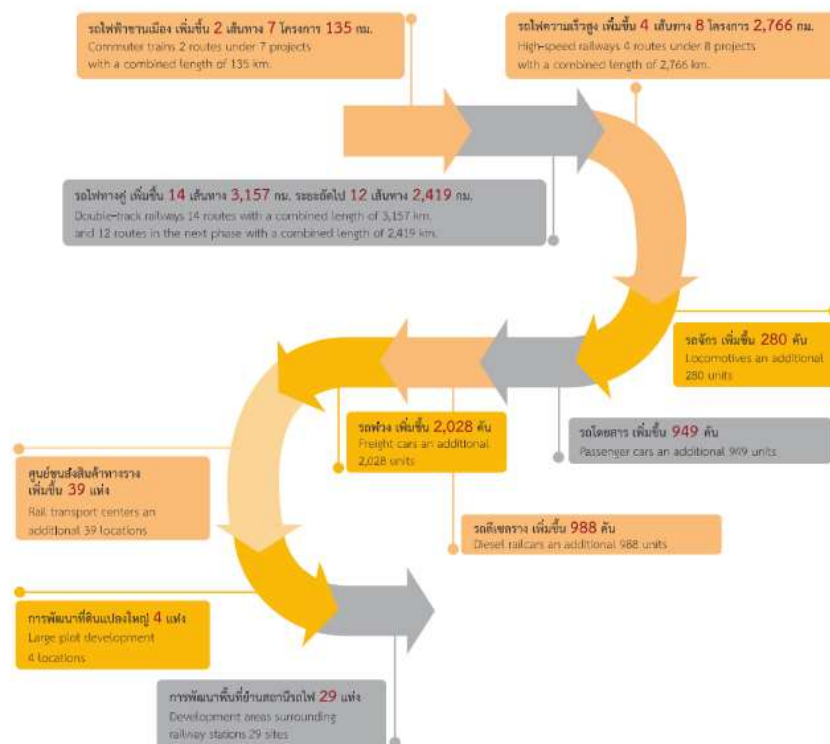 รถไฟฟ้าชานเมือง เพิ่มขึ้น 2 เส้นทาง 7 โครงการ 135 กม.
Commuter trains 2 routes under 7 projects
with a combined length of 135 km.
รถไฟความเร็วสูง เพิ่มขึ้น 4 เส้นทาง 8 โครงการ 2,766 กม.
High-speed railways 4 routes under 8 projects
with a combined length of 2,766 km.
รถไฟทางคู่ เพิ่มขึ้น 14 เส้นทาง 3,157 กม. ระยะถัดไป 12 เส้นทาง 2,419 กม.
Double-track railways 14 routes with a combined length of 3,157 km.
and 12 routes in the next phase with a combined length of 2,419 km.
รถจักร เพิ่มขึ้น 280 คัน
Locomotives an additional
280 units
รถโดยสาร เพิ่มขึ้น 949 คัน
Passenger cars an additional 949 units
รถพ่วง เพิ่มขึ้น 2,028 คัน
Freight cars an additional
2,028 units
รถดีเซลราง เพิ่มขึ้น 988 คัน
Diesel railcars an additional 988 units
ศูนย์ขนส่งสินค้าทางราง
เพิ่มขึ้น 39 แห่ง
Rail transport centers an
additional 39 locations
การพัฒนาที่ดินแปลงใหญ่ 4 แห่ง
Large plot development
4 locations
การพัฒนาพื้นที่ย่านสถานีรถไฟ 29 แห่ง
Development areas surrounding
railway stations 29 sites